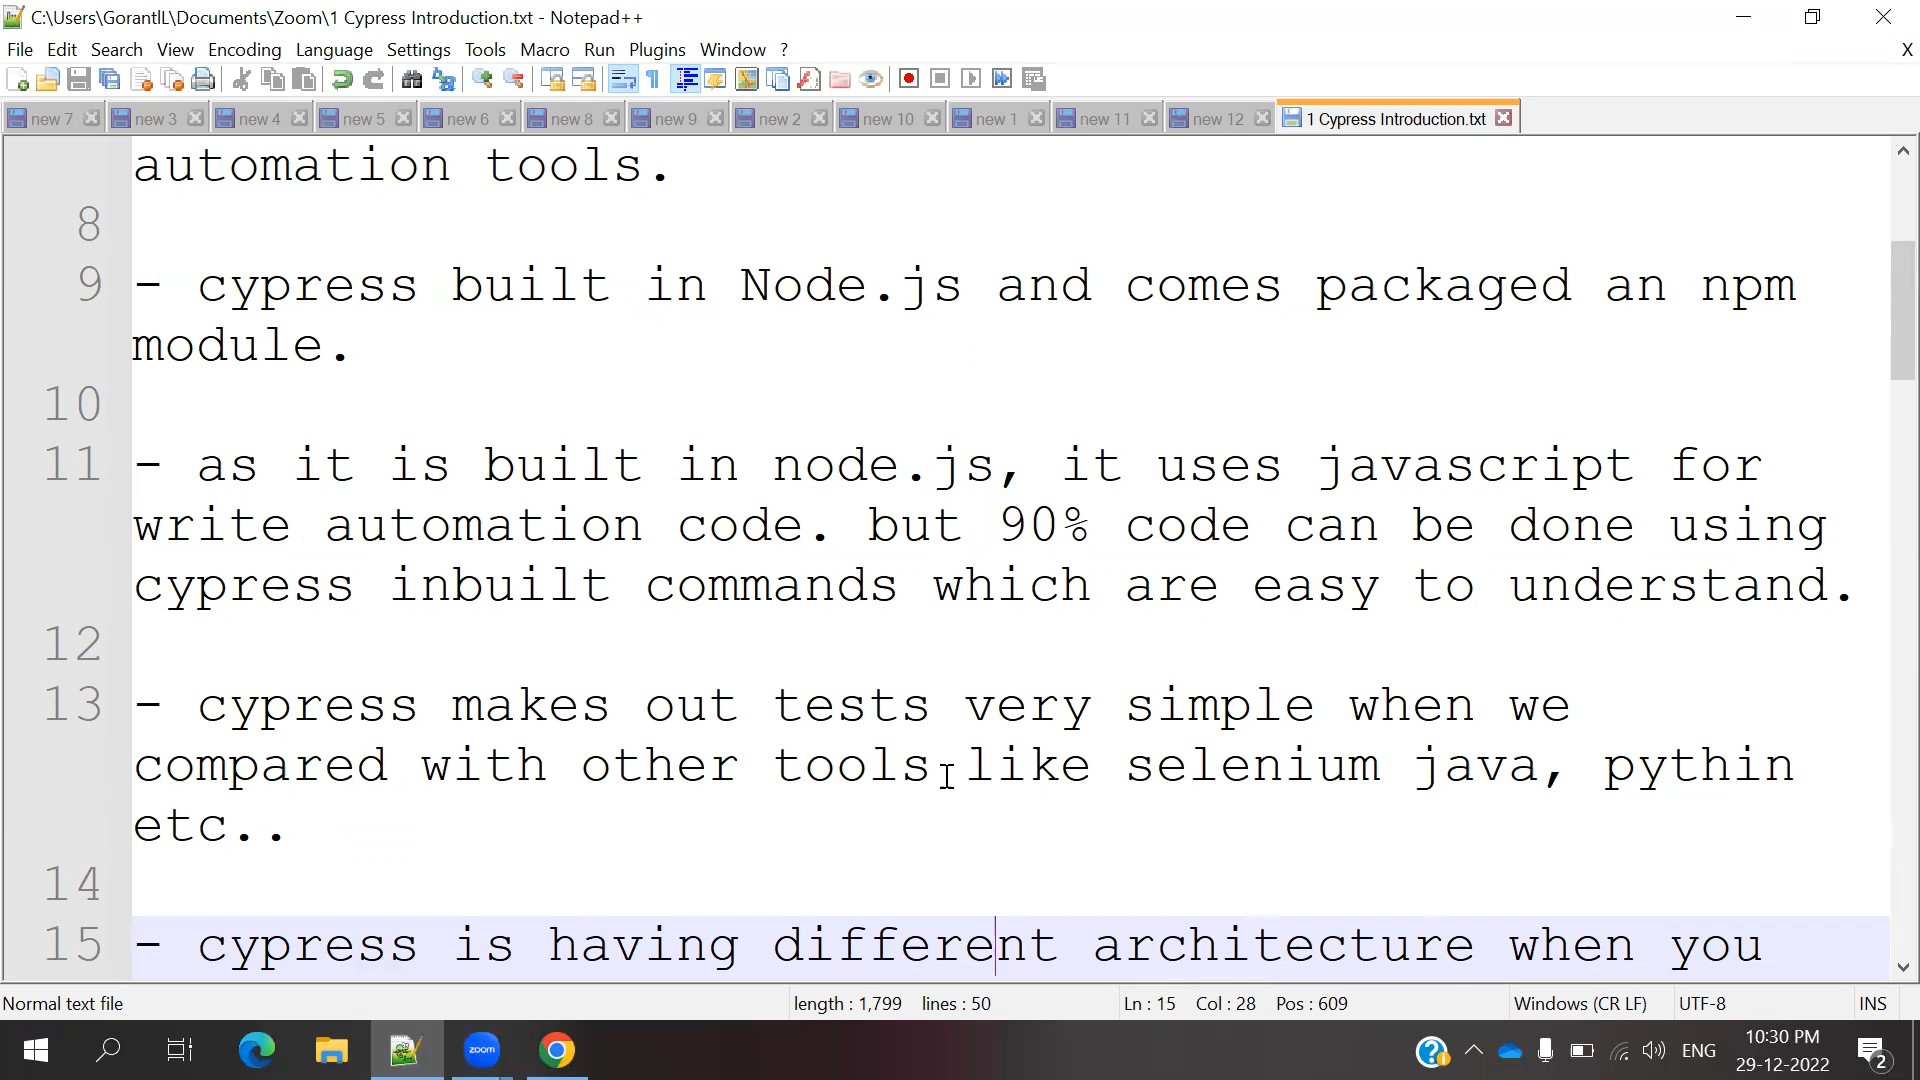 C:\Users\GorantlL\Documents\Zoom\1 Cypress Introduction.txt - Notepad++
File Edit Search View Encoding Language Settings Tools Macro Run Plugins Window ? X
new 7 new 3 new 4 new 5 new 6 new 8 new 9 new 2 new 10 new 1 new 11 new 12 1 Cypress Introduction.txt
automation tools.
8
9 - cypress built in Node.js and comes packaged an npm
module.
10
11 - as it is built in node.js, it uses javascript for
write automation code. but 90% code can be done using
cypress inbuilt commands which are easy to understand.
12
13 - cypress makes out tests very simple when we
compared with other tools like selenium java, pythin
etc..
14
15 - cypress is having different architecture when you
Normal text file length : 1,799 lines : 50 Ln : 15 Col : 28 Pos : 609 Windows (CR LF) UTF-8 INS
zoom ENG 10:30 PM
29-12-2022 2